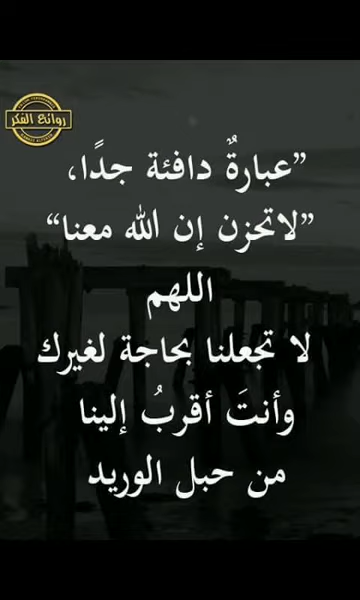 روائع الفكر
”عبارةٌ دافئة جدًا،
”لاتحزن إن الله معنا“
اللهم
لا تجعلنا بحاجة لغيرك
وأنتَ أقربُ إلينا
من حبل الوريد